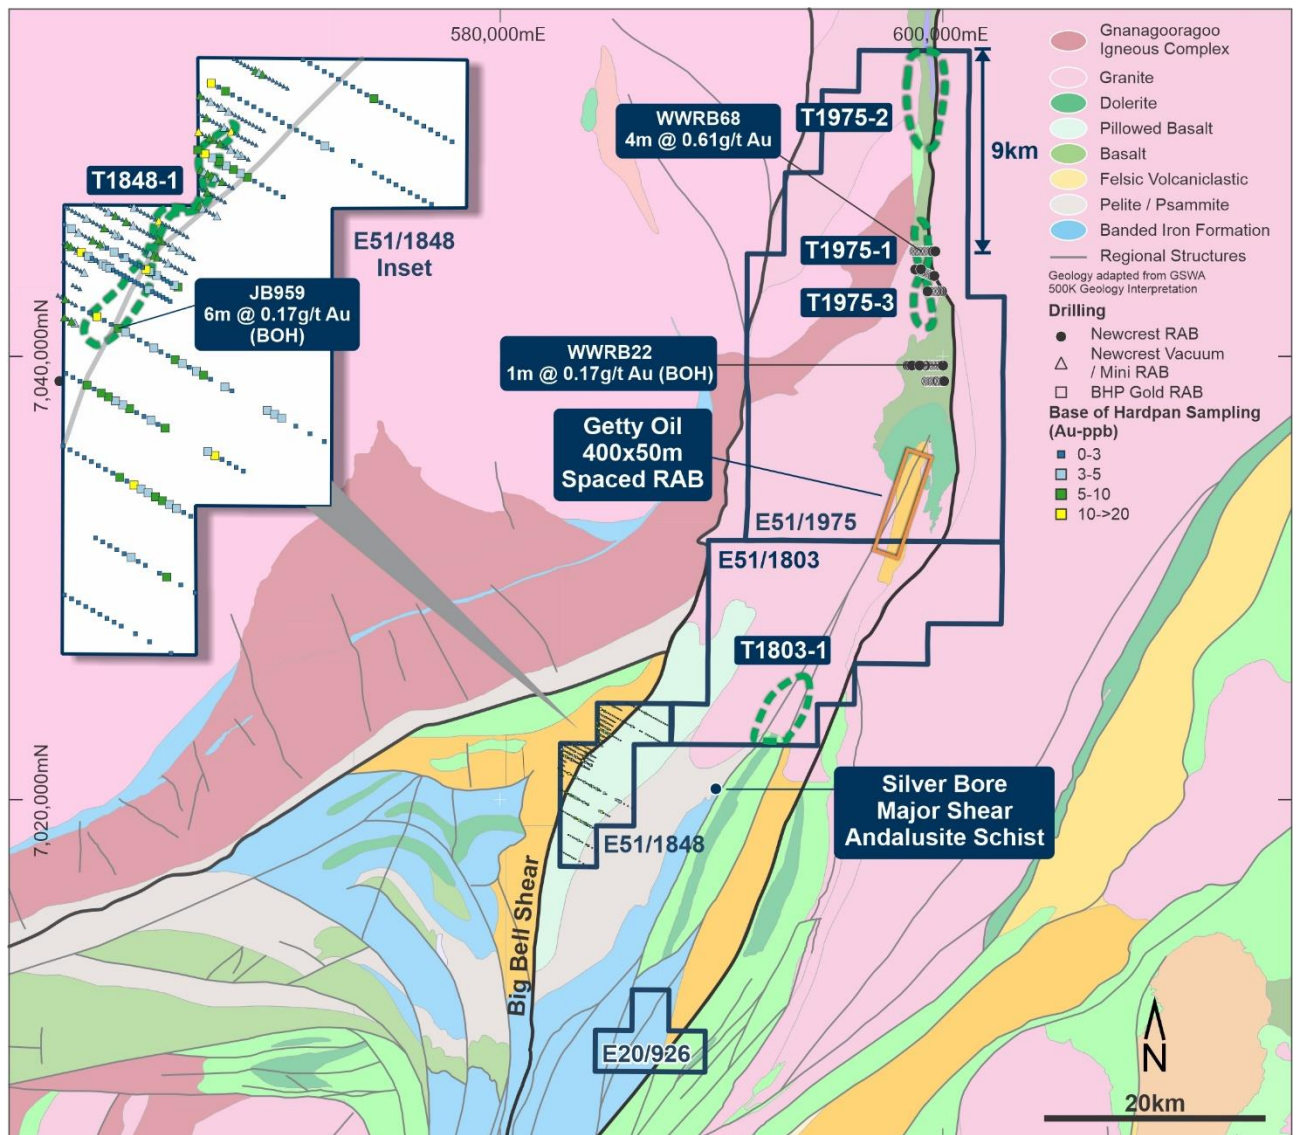 580,000mE
600,000mE
7,040,000mN
7,020,000mN
T1848-1
E51/1848
Inset
JB959
6m @ 0.17g/t Au
(BOH)
WWRB68
4m @ 0.61g/t Au
T1975-2
9km
T1975-1
T1975-3
WWRB22
1m @ 0.17g/t Au (BOH)
Getty Oil
400x50m
Spaced RAB
E51/1975
E51/1803
T1803-1
Silver Bore
Major Shear
Andalusite Schist
E51/1848
Big Bell Shear
E20/926
Gnanagooragoo
Igneous Complex
Granite
Dolerite
Pillowed Basalt
Basalt
Felsic Volcaniclastic
Pelite / Psammite
Banded Iron Formation
Regional Structures
Geology adapted from GSWA
500K Geology Interpretation
Drilling
Newcrest RAB
Newcrest Vacuum
/ Mini RAB
BHP Gold RAB
Base of Hardpan Sampling
(Au-ppb)
0-3
3-5
5-10
10->20
N
20km